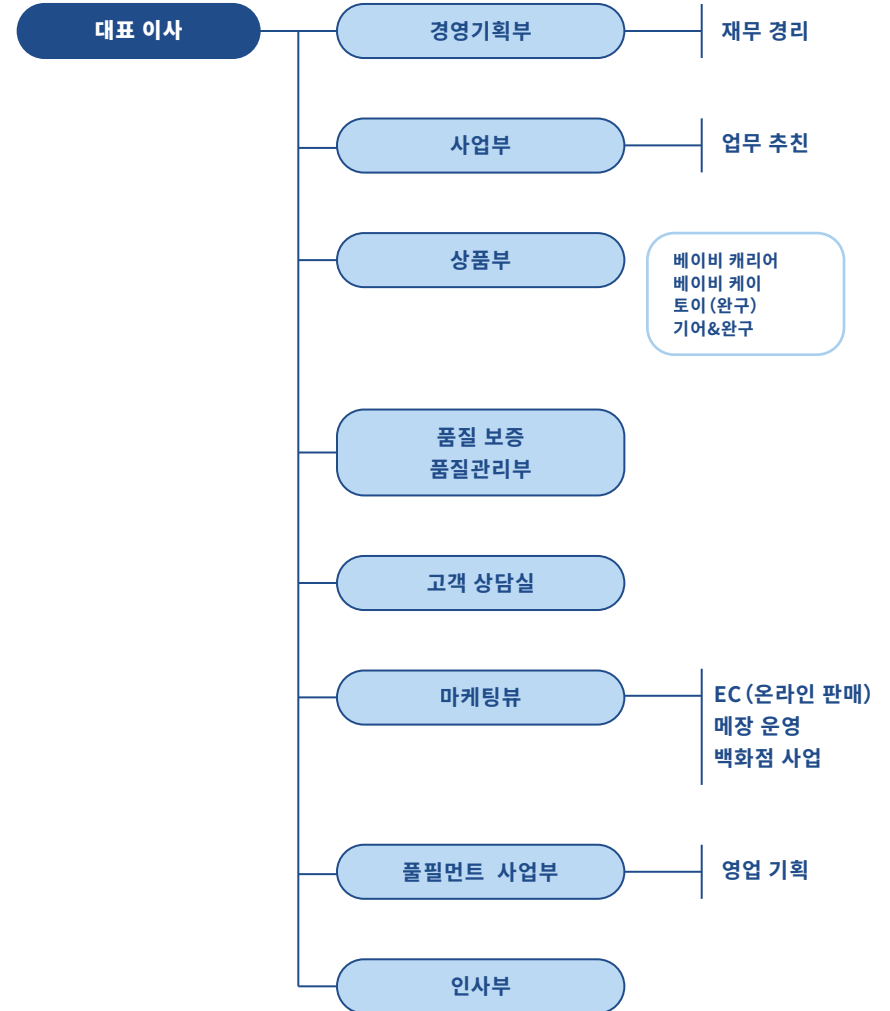 대표 이사
경영기획부
재무 경리
사업부
업무 추친
상품부
베이비 캐리어
베이비 케이
토이(완구)
기어&완구
품질 보증
품질관리부
고객 상담실
마케팅뷰
EC(온라인 판매)
메장 운영
백화점 사업
풀필먼트 사업부
영업 기획
인사부